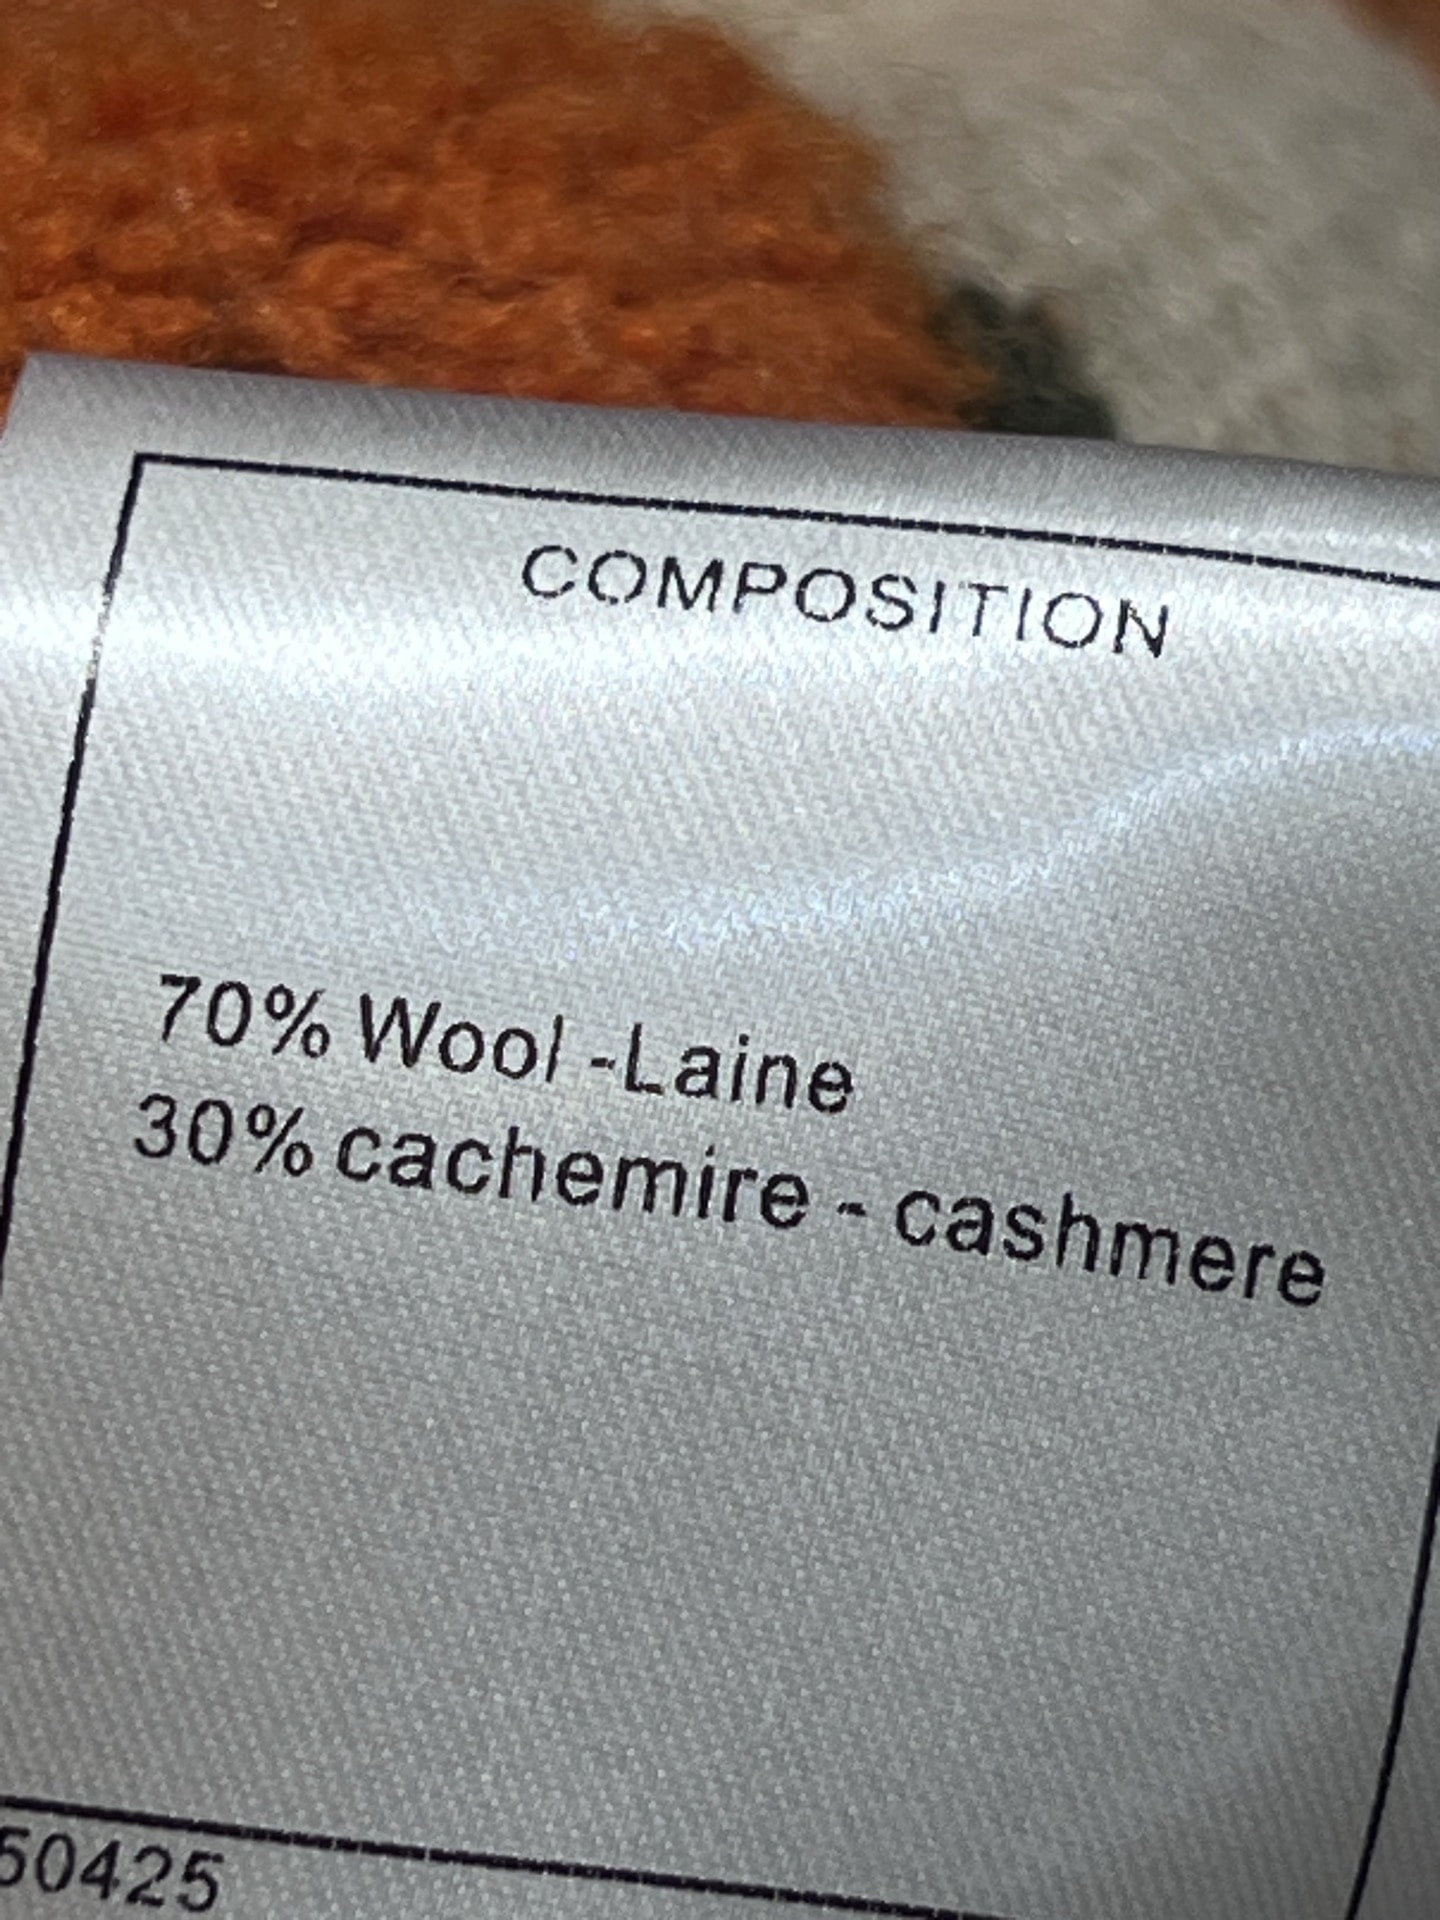 COMPOSITION
70% Wool -Laine
30% cachemire - cashmere
50425